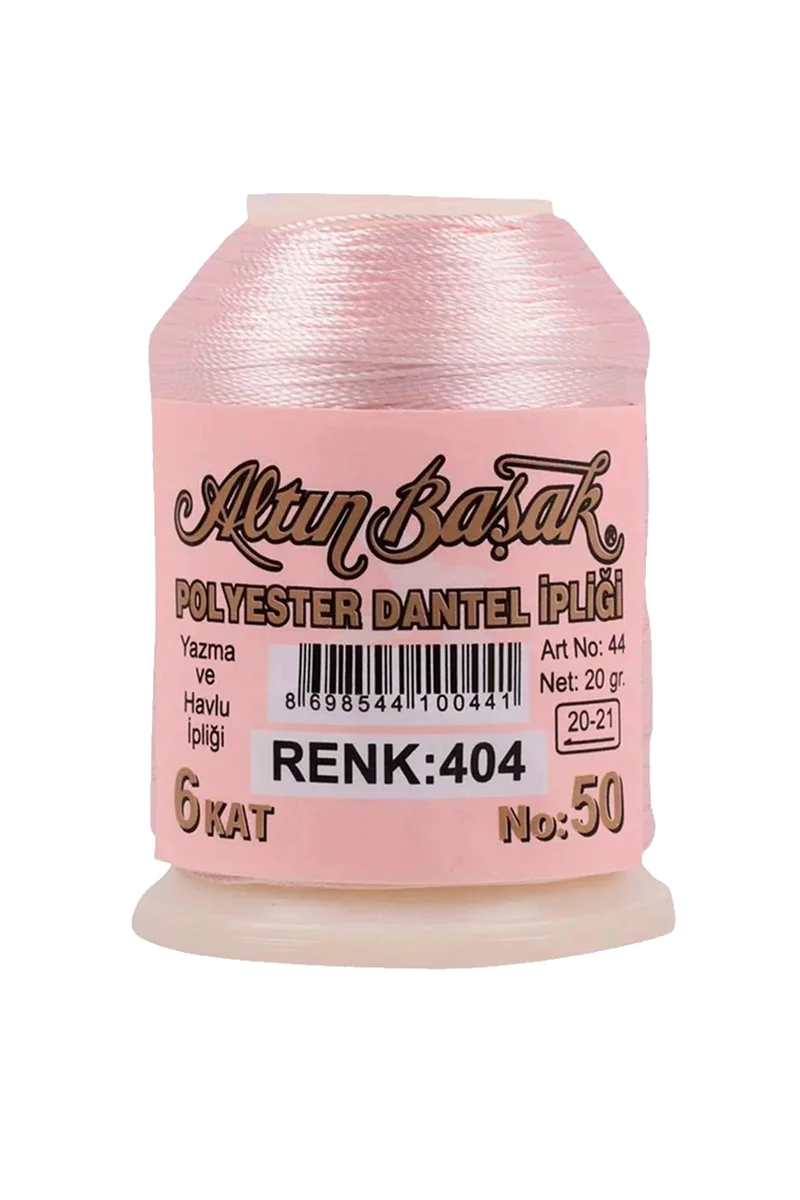 Altın Başak ®
POLYESTER DANTEL İPLİĞİ
Yazma
ve
Havlu
İpliği
8 698544 100441
Art No: 44
Net: 20 gr.
20-21
RENK:404
6 KAT
No: 50